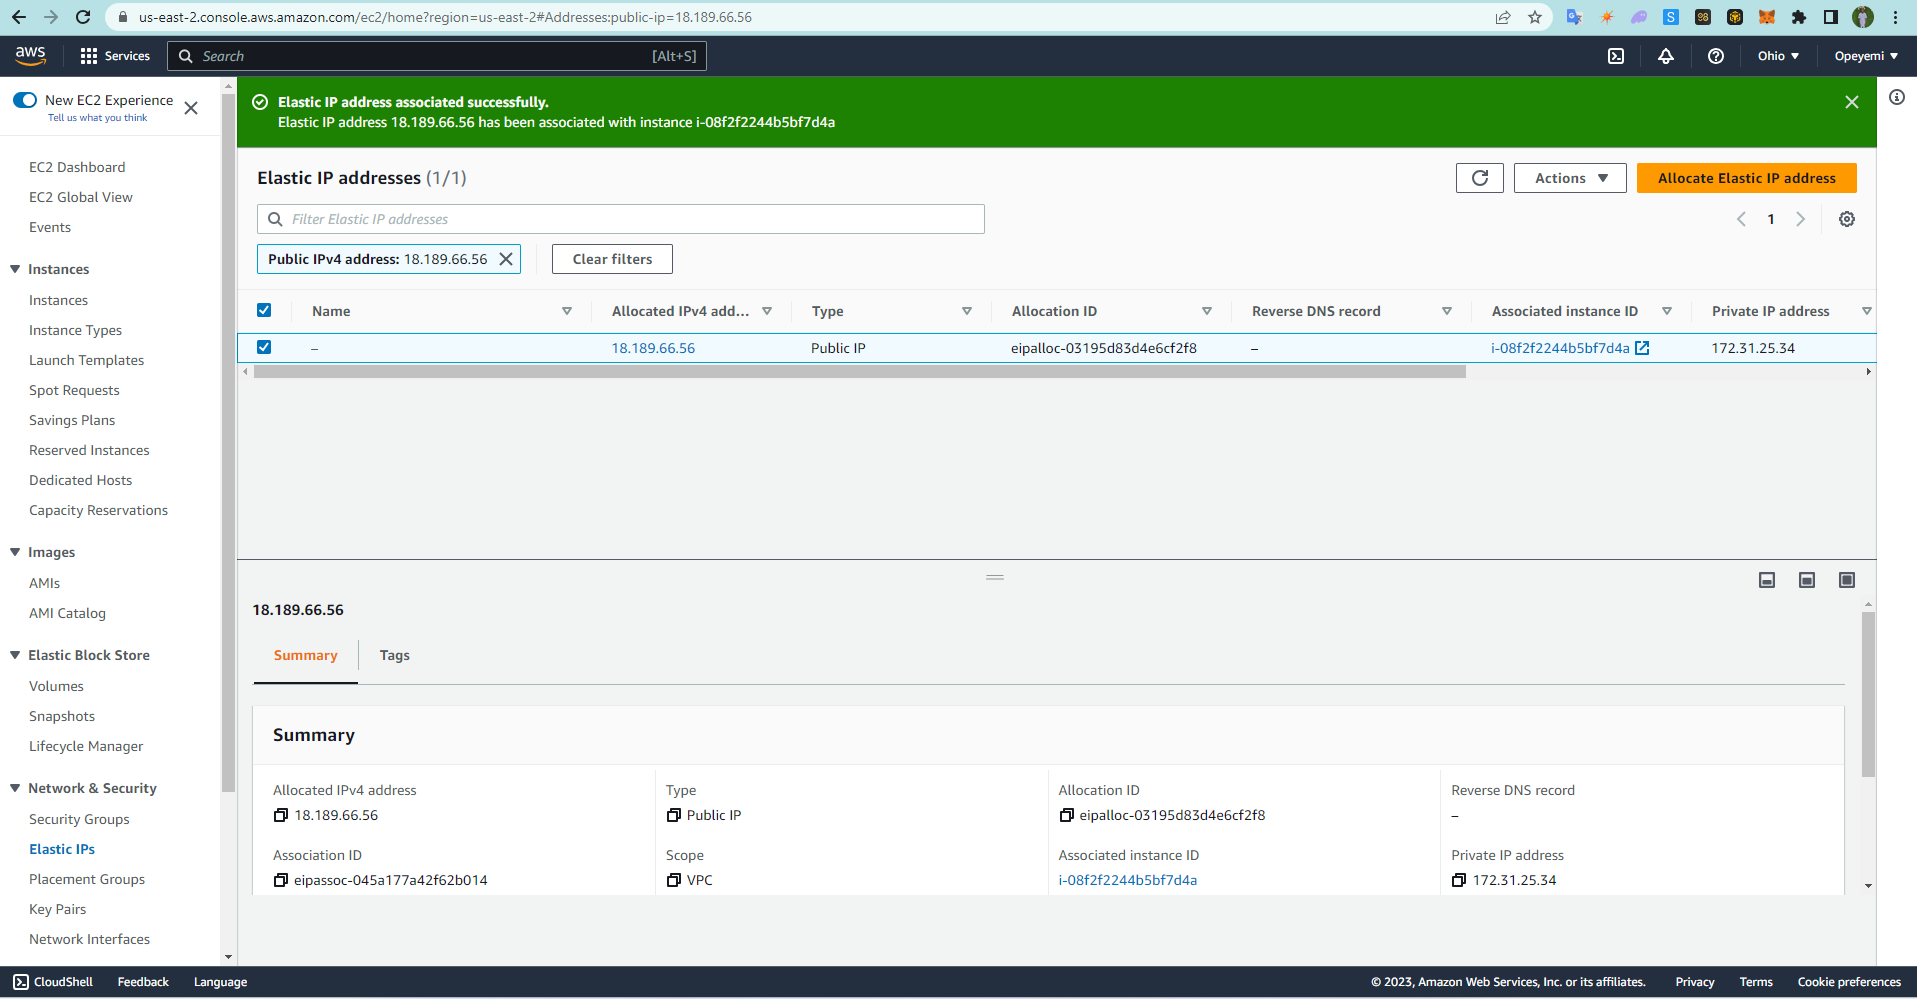 us-east-2.console.aws.amazon.com/ec2/home?region=us-east-2#Addresses:public-ip=18.189.66.56
aws
Services
Search
[Alt+S]
Ohio
Opeyemi
New EC2 Experience
Tell us what you think
EC2 Dashboard
EC2 Global View
Events
Instances
Instances
Instance Types
Launch Templates
Spot Requests
Savings Plans
Reserved Instances
Dedicated Hosts
Capacity Reservations
Images
AMIs
AMI Catalog
Elastic Block Store
Volumes
Snapshots
Lifecycle Manager
Network & Security
Security Groups
Elastic IPs
Placement Groups
Key Pairs
Network Interfaces
Elastic IP address associated successfully.
Elastic IP address 18.189.66.56 has been associated with instance i-08f2f2244b5bf7d4a
Elastic IP addresses (1/1)
Actions
Allocate Elastic IP address
Filter Elastic IP addresses
1
Public IPv4 address: 18.189.66.56
Clear filters
Name Allocated IPv4 add... Type Allocation ID Reverse DNS record Associated instance ID Private IP address
– 18.189.66.56 Public IP eipalloc-03195d83d4e6cf2f8 – i-08f2f2244b5bf7d4a 172.31.25.34
18.189.66.56
Summary Tags
Summary
Allocated IPv4 address Type Allocation ID Reverse DNS record
18.189.66.56 Public IP eipalloc-03195d83d4e6cf2f8 –
Association ID Scope Associated instance ID Private IP address
eipassoc-045a177a42f62b014 VPC i-08f2f2244b5bf7d4a 172.31.25.34
CloudShell Feedback Language © 2023, Amazon Web Services, Inc. or its affiliates. Privacy Terms Cookie preferences